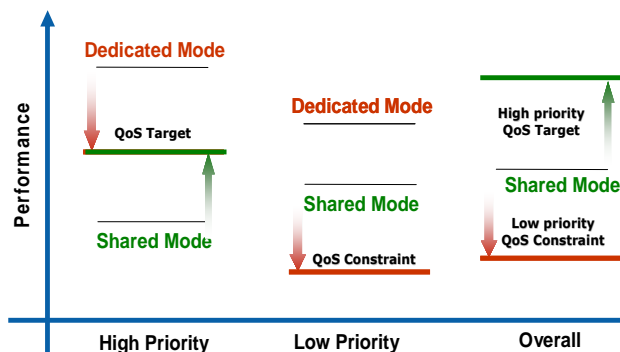 Performance
Dedicated Mode
QoS Target
Shared Mode
High Priority
Dedicated Mode
Shared Mode
QoS Constraint
Low Priority
High priority
QoS Target
Shared Mode
Low priority
QoS Constraint
Overall